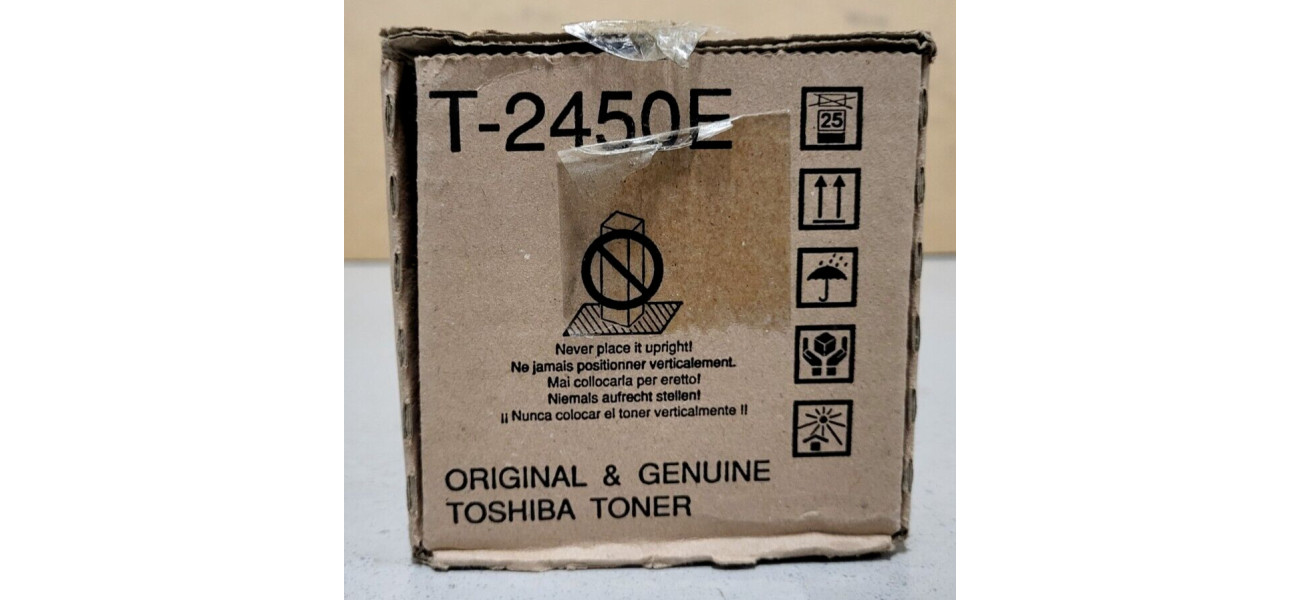 T-2450E
25
Never place it upright!
Ne jamais positionner verticalement.
Mai collocarla per eretto!
Niemals aufrecht stellen!
¡¡ Nunca colocar el toner verticalmente !!
ORIGINAL & GENUINE
TOSHIBA TONER